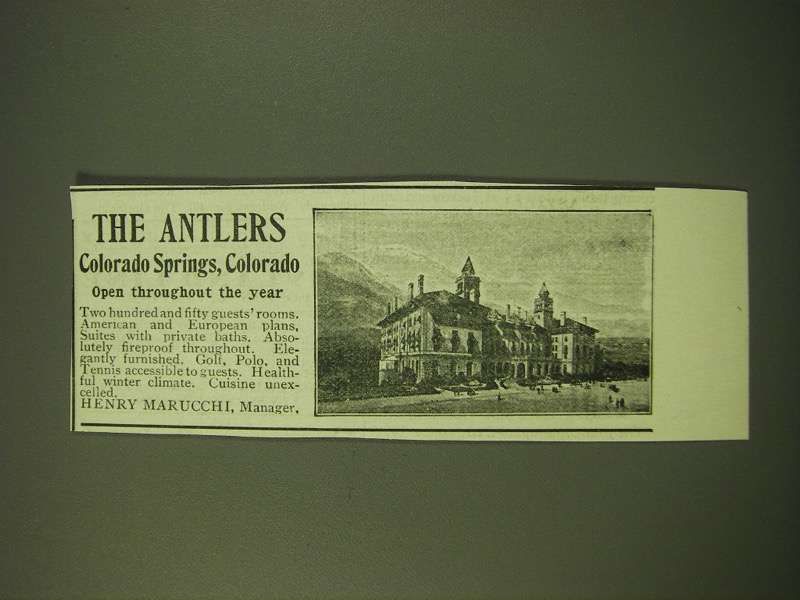 THE ANTLERS
Colorado Springs, Colorado
Open throughout the year
Two hundred and fifty guests' rooms.
American and European plans.
Suites with private baths. Abso-
lutely fireproof throughout. Ele-
gantly furnished. Golf, Polo, and
Tennis accessible to guests. Health-
ful winter climate. Cuisine unex-
celled.
HENRY MARUCCHI, Manager.